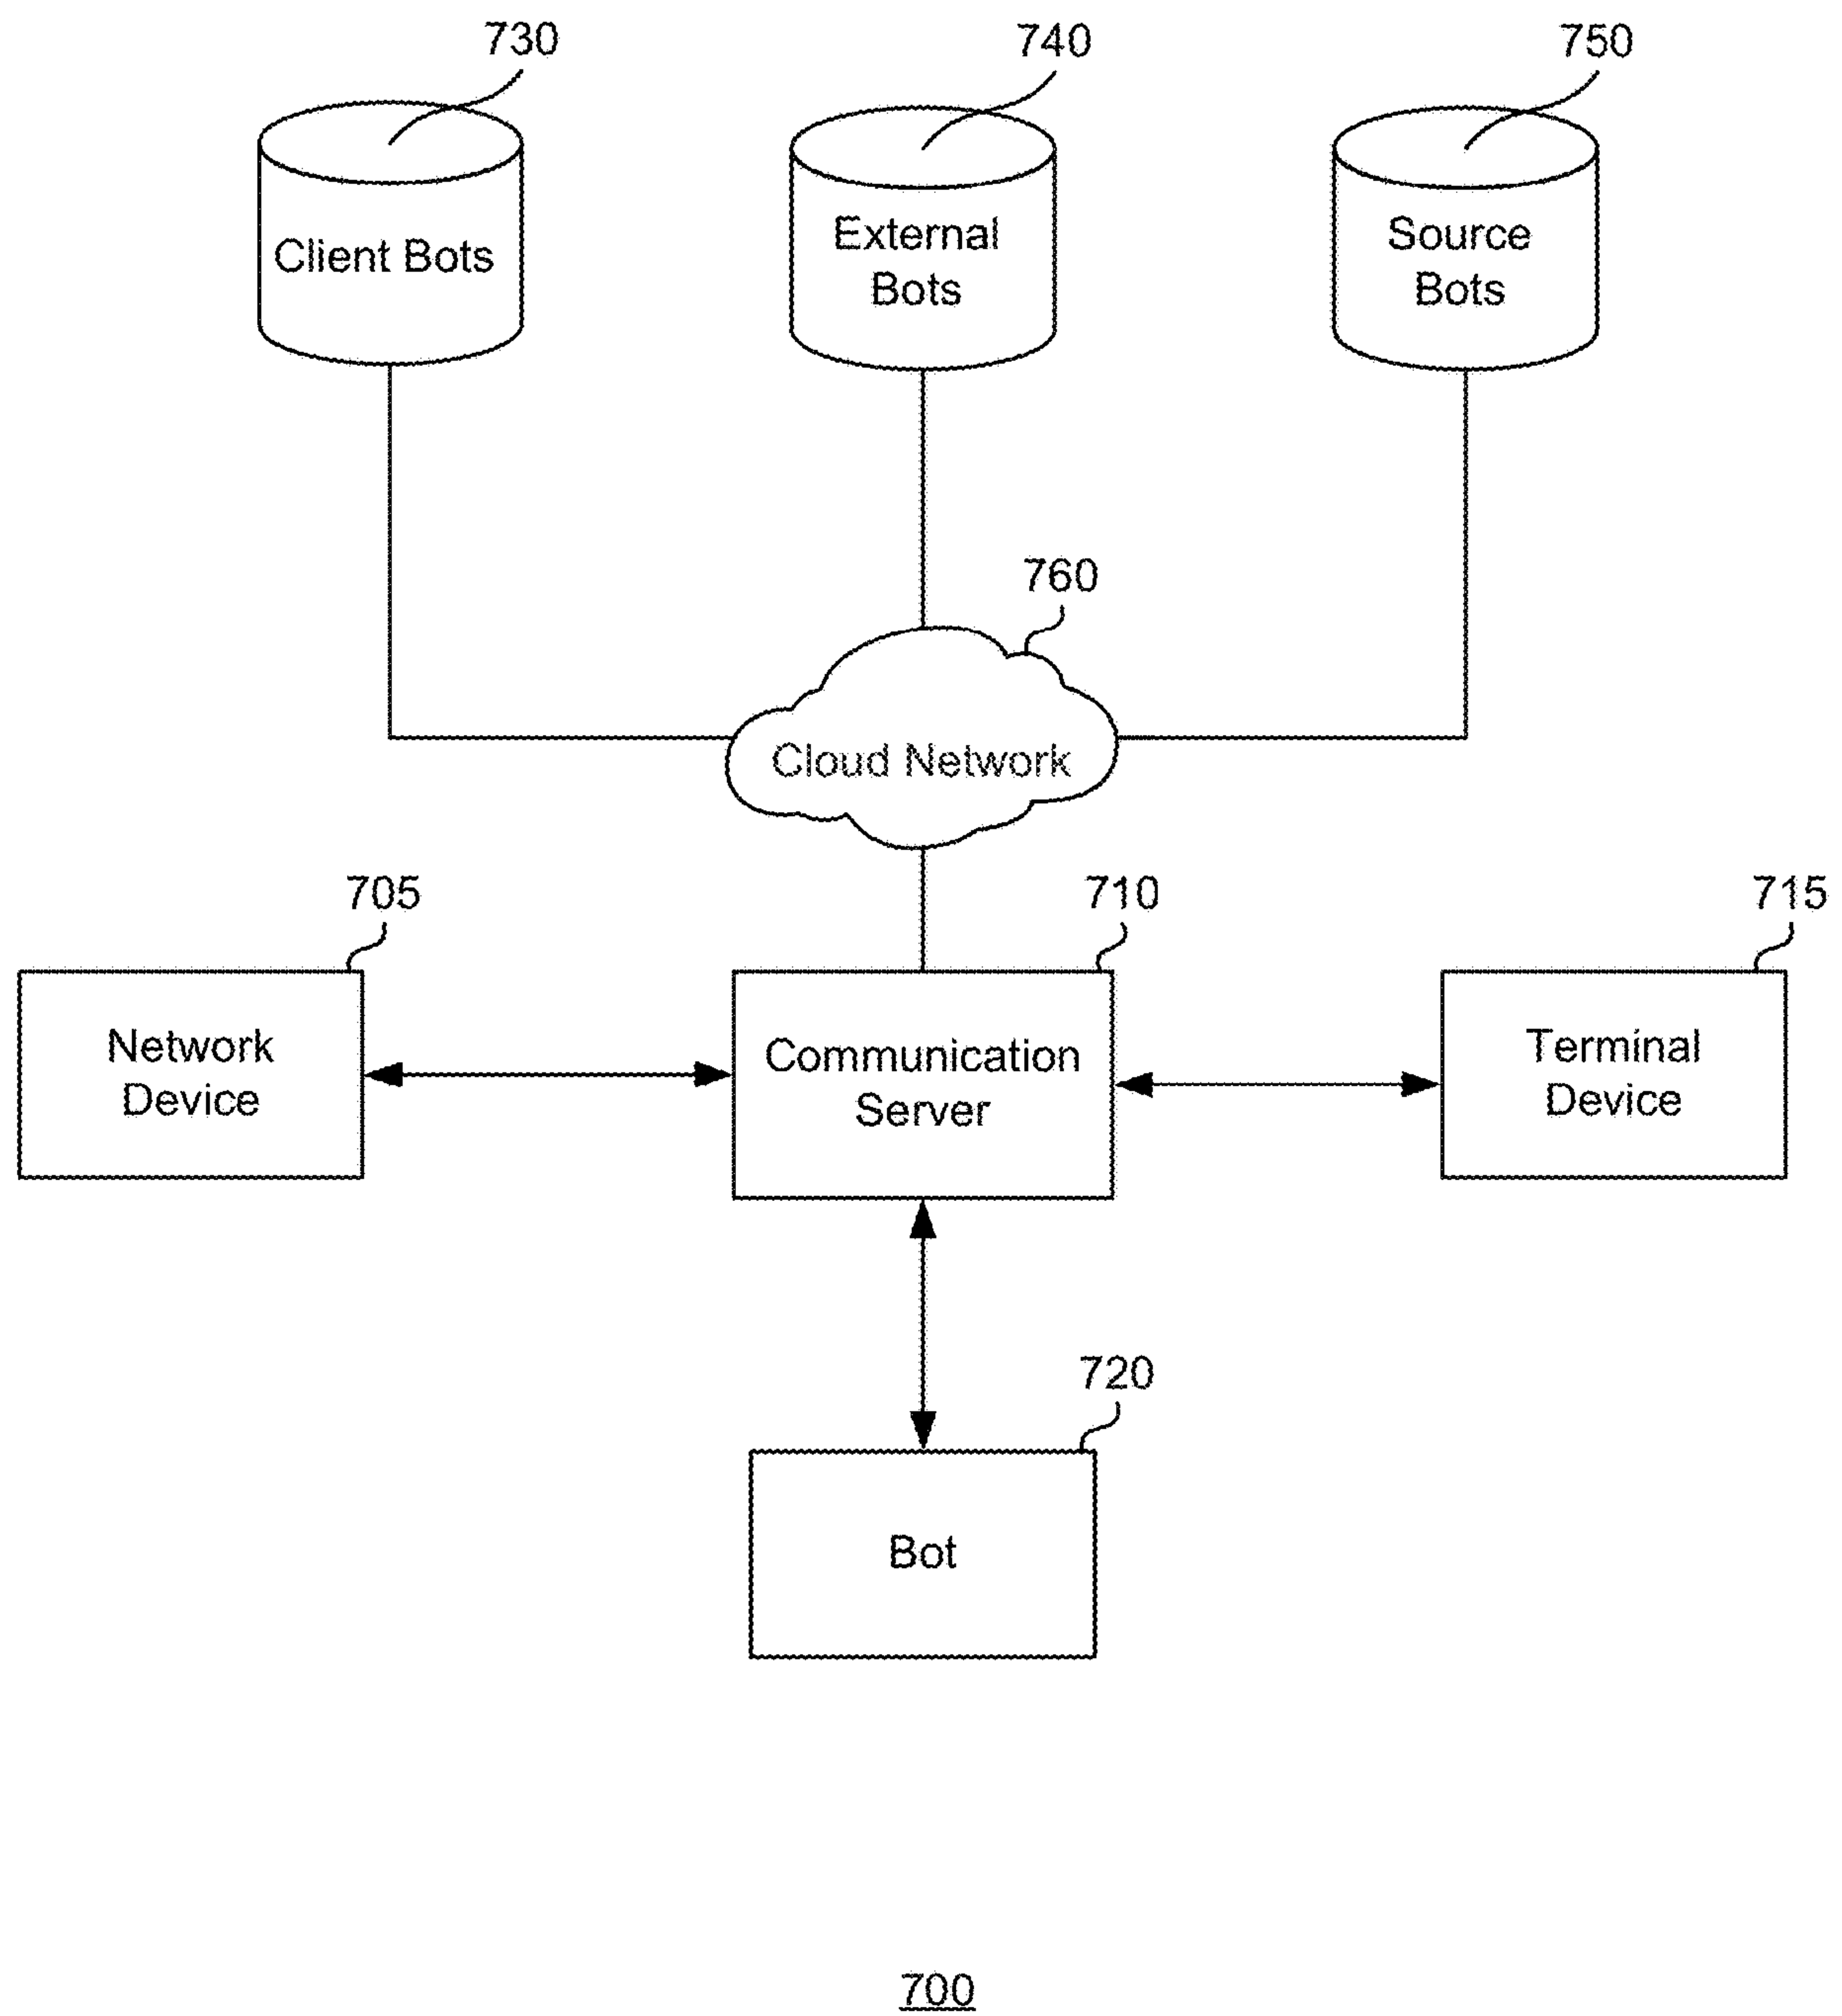 730
740
750
Client Bots
External
Bots
Source
Bots
760
Cloud Network
705
710
715
Network
Device
Communication
Server
Terminal
Device
720
Bot
700